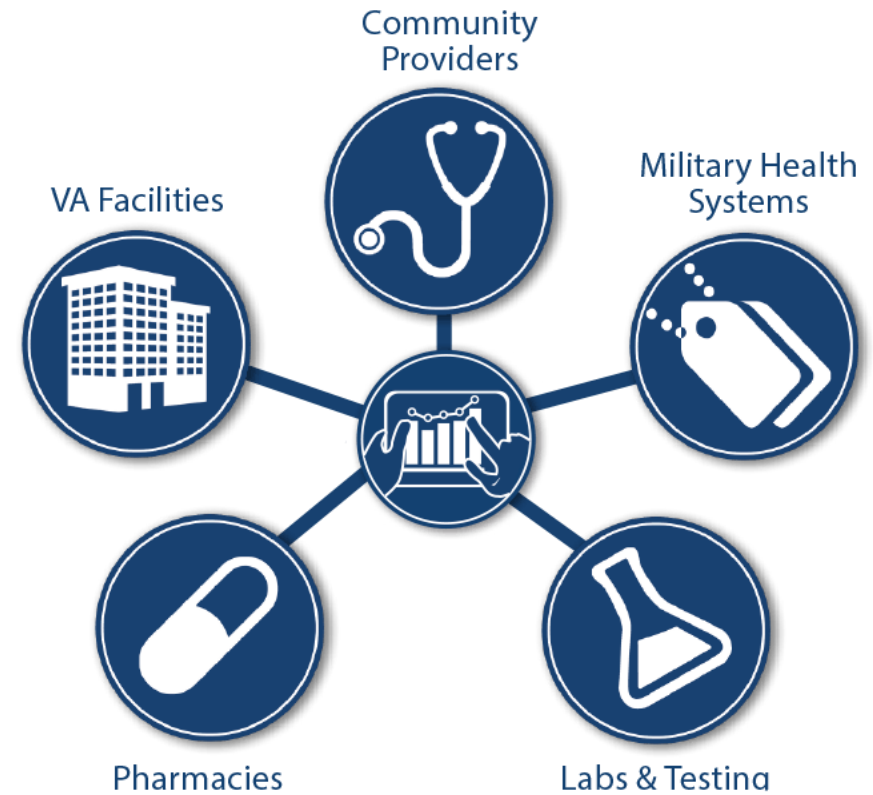 Community
Providers
Military Health
Systems
VA Facilities
Pharmacies
Labs & Testing